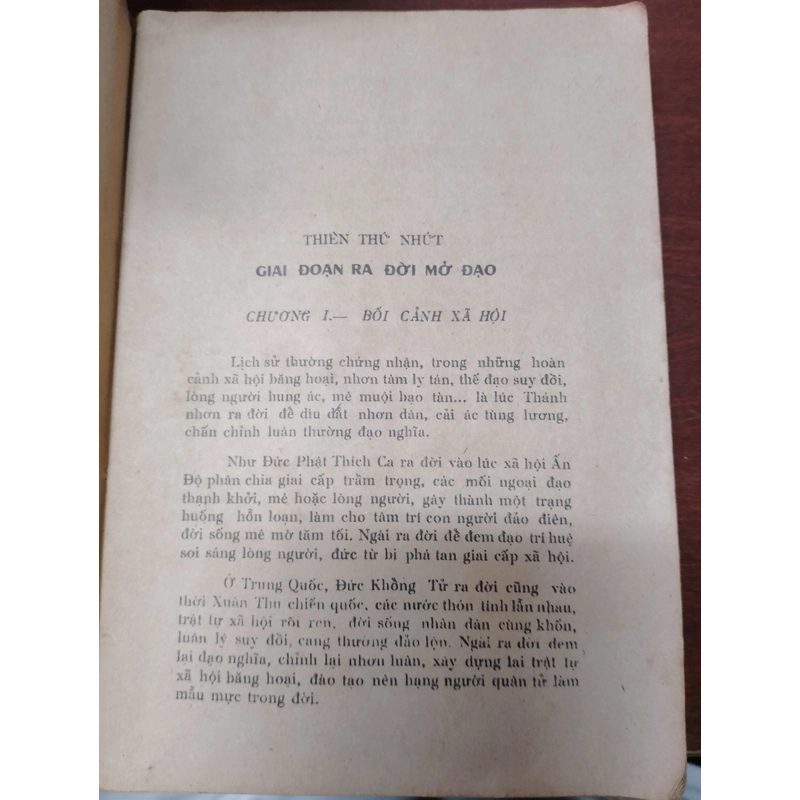 THIÊN THỨ NHỨT
GIAI ĐOẠN RA ĐỜI MỞ ĐẠO
CHƯƠNG I.— BỐI CẢNH XÃ HỘI
Lịch sử thường chứng nhận, trong những hoàn
cảnh xã hội băng hoại, nhơn tâm ly tán, thế đạo suy đồi,
lòng người hung ác, mê muội bạo tàn... là lúc Thánh
nhơn ra đời để dìu dắt nhơn dân, cải ác tùng lương,
chấn chỉnh luân thường đạo nghĩa.
Như Đức Phật Thích Ca ra đời vào lúc xã hội Ấn
Độ phân chia giai cấp trầm trọng, các mối ngoại đạo
thạnh khởi, mê hoặc lòng người, gây thành một trạng
huống hỗn loạn, làm cho tâm trí con người đảo điên,
đời sống mê mờ tăm tối. Ngài ra đời để đem đạo trí huệ
soi sáng lòng người, đức từ bi phá tan giai cấp xã hội.
Ở Trung Quốc, Đức Khổng Tử ra đời cũng vào
thời Xuân Thu chiến quốc, các nước thôn tính lẫn nhau,
trật tự xã hội rối ren, đời sống nhân dân cùng khốn,
luân lý suy đồi, cang thường đảo lộn. Ngài ra đời đem
lại đạo nghĩa, chỉnh lại nhơn luân, xây dựng lai trật tự
xã hội băng hoại, đào tạo nên hạng người quân tử làm
mẫu mực trong đời.